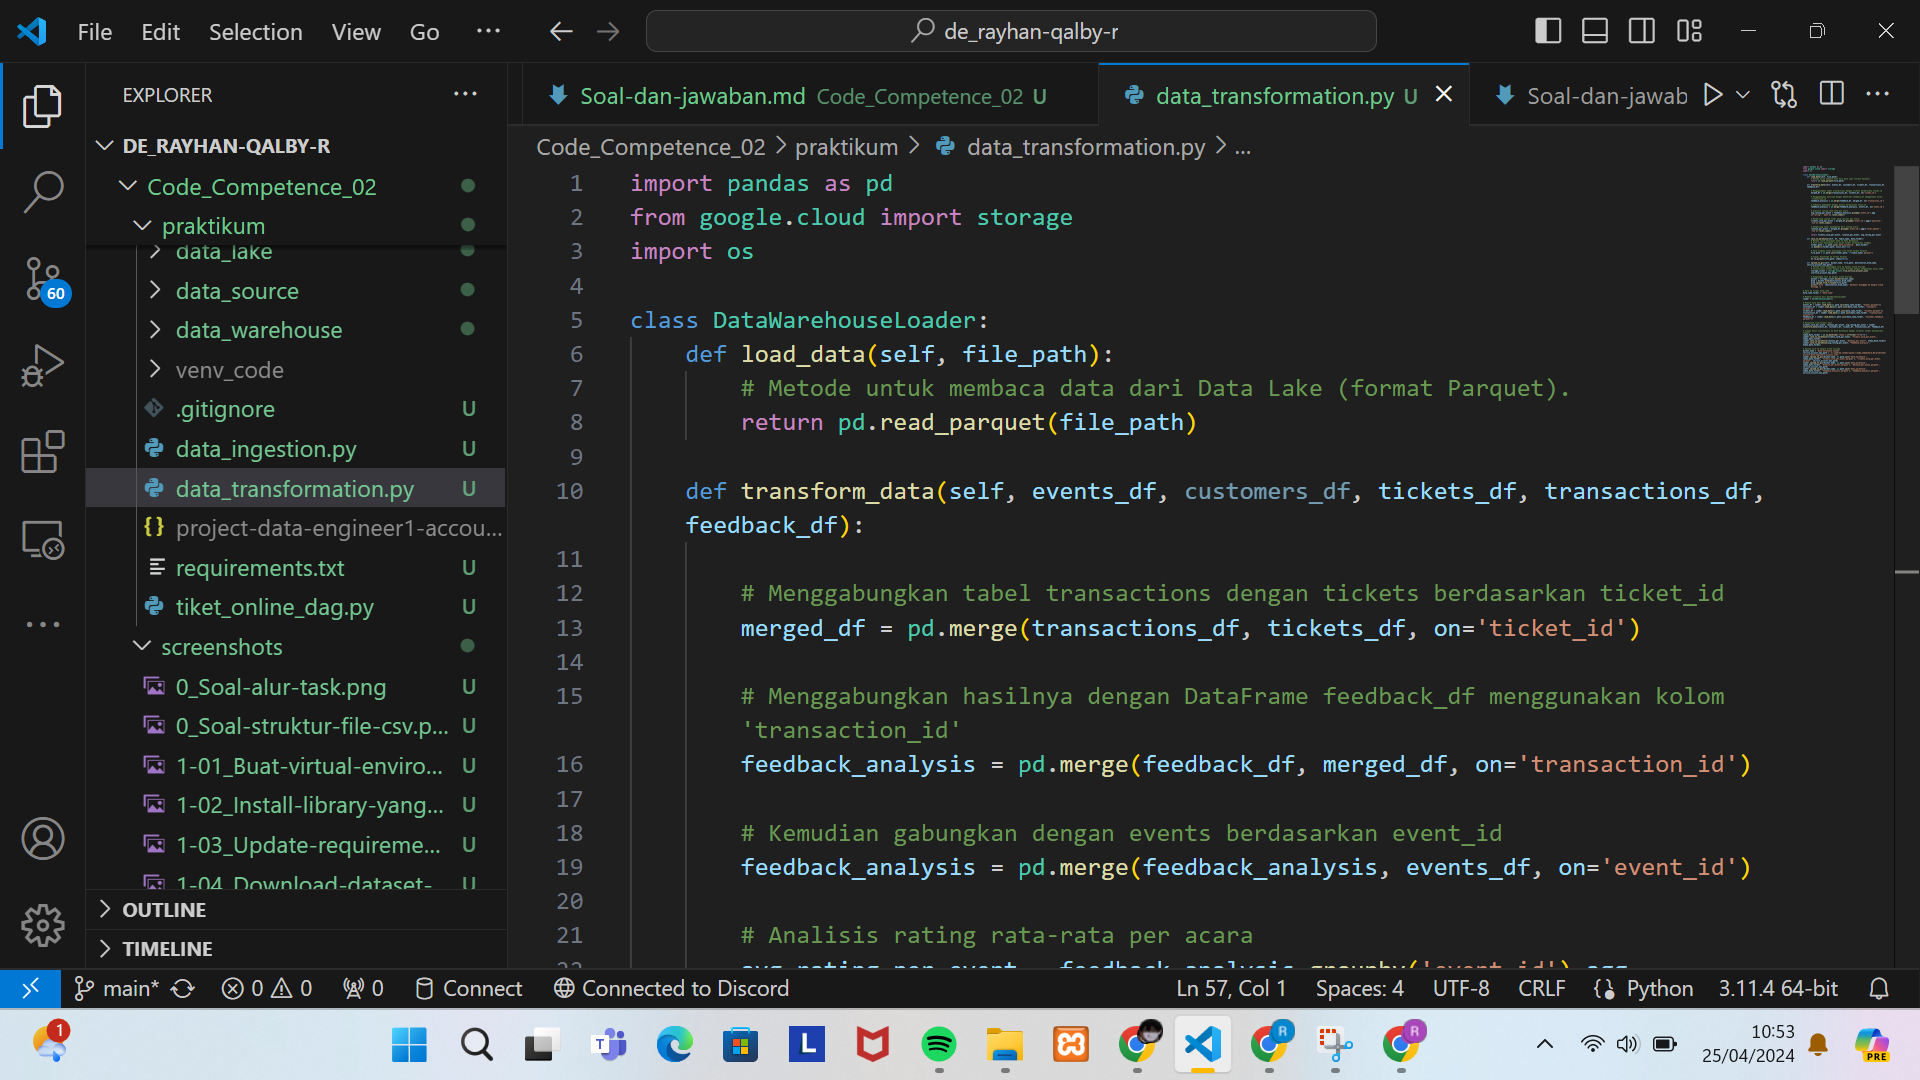 File Edit Selection View Go ...
de_rayhan-qalby-r
EXPLORER ...
DE_RAYHAN-QALBY-R
Code_Competence_02
praktikum
data_lake
data_source
data_warehouse
venv_code
.gitignore U
data_ingestion.py U
data_transformation.py U
project-data-engineer1-accou...
requirements.txt U
tiket_online_dag.py U
screenshots
0_Soal-alur-task.png U
0_Soal-struktur-file-csv.p... U
1-01_Buat-virtual-enviro... U
1-02_Install-library-yang... U
1-03_Update-requireme... U
1-04_Download-dataset- U
OUTLINE
TIMELINE
60
Soal-dan-jawaban.md Code_Competence_02 U
data_transformation.py U
Soal-dan-jawab
Code_Competence_02 > praktikum > data_transformation.py > ...
1 import pandas as pd
2 from google.cloud import storage
3 import os
4
5 class DataWarehouseLoader:
6 def load_data(self, file_path):
7 # Metode untuk membaca data dari Data Lake (format Parquet).
8 return pd.read_parquet(file_path)
9
10 def transform_data(self, events_df, customers_df, tickets_df, transactions_df,
feedback_df):
11
12 # Menggabungkan tabel transactions dengan tickets berdasarkan ticket_id
13 merged_df = pd.merge(transactions_df, tickets_df, on='ticket_id')
14
15 # Menggabungkan hasilnya dengan DataFrame feedback_df menggunakan kolom
'transaction_id'
16 feedback_analysis = pd.merge(feedback_df, merged_df, on='transaction_id')
17
18 # Kemudian gabungkan dengan events berdasarkan event_id
19 feedback_analysis = pd.merge(feedback_analysis, events_df, on='event_id')
20
21 # Analisis rating rata-rata per acara
main* 0 0 0 Connect Connected to Discord Ln 57, Col 1 Spaces: 4 UTF-8 CRLF Python 3.11.4 64-bit
1
T
L
R
R
10:53
25/04/2024
PRE